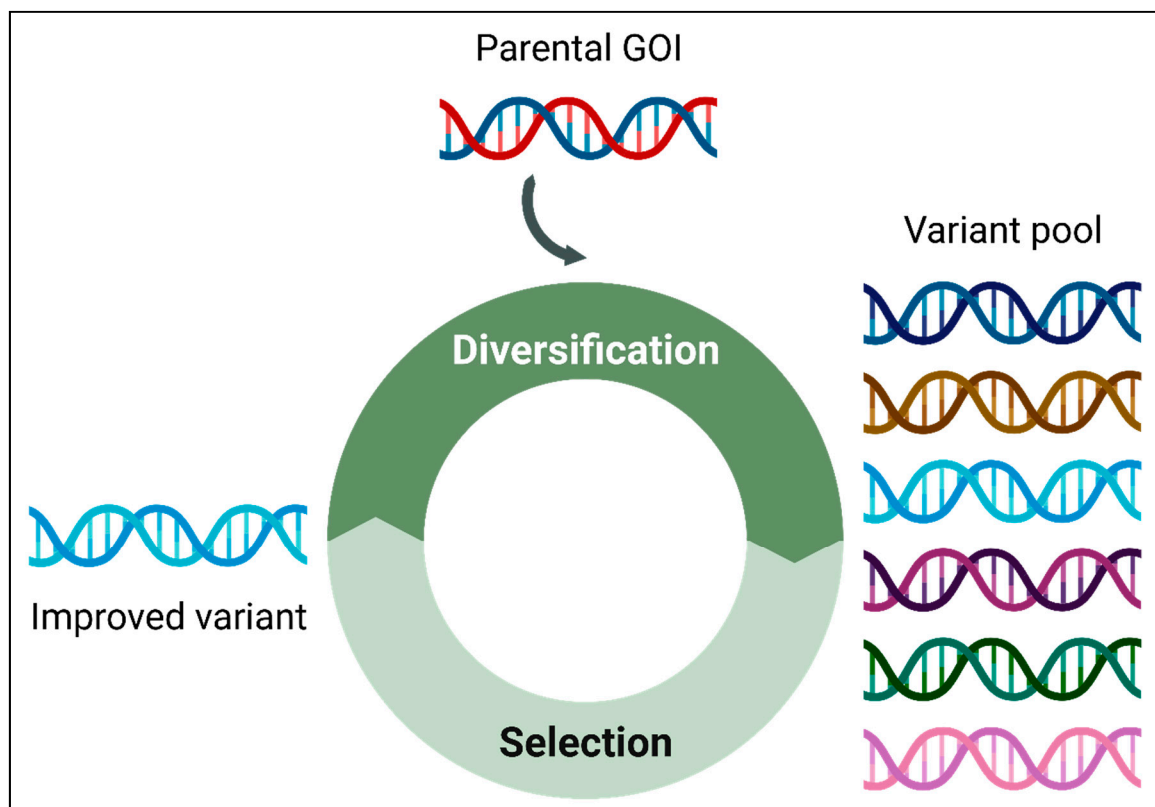 Parental GOI
Variant pool
Diversification
Improved variant
Selection